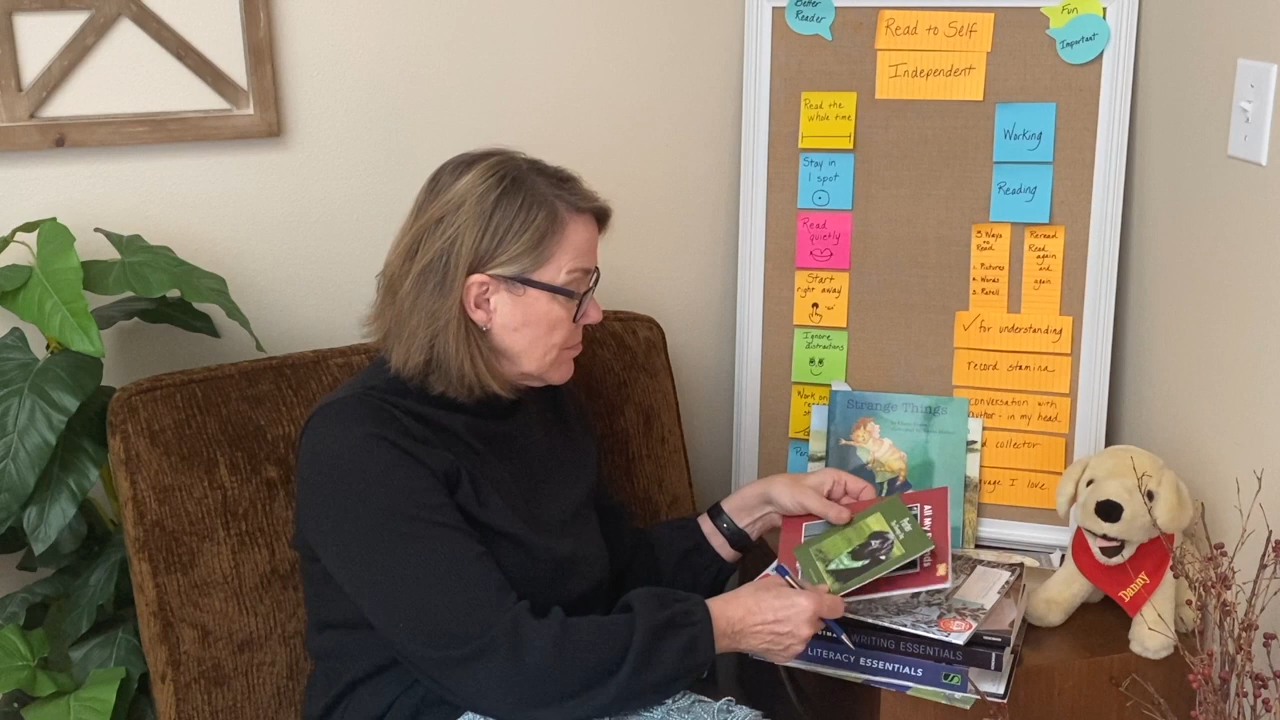 Better
Reader
Read to Self
Independent
Fun
Important
Read the
whole time
Stay in
1 spot
Read
quietly
Start
right away
Ignore
distractions
Work on
Working
Reading
3 Ways
to
Read
1. Pictures
2. Words
3. Retell
Reread
Read
again
and
again
✓ for understanding
record stamina
conversation with
author - in my head
collector
I love
Strange Things
All My
WRITING ESSENTIALS
LITERACY ESSENTIALS
Danny